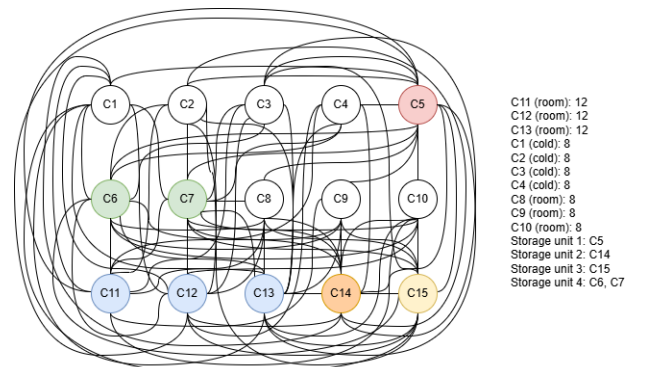 C1 C2 C3 C4 C5
C6 C7 C8 C9 C10
C11 C12 C13 C14 C15
C11 (room): 12
C12 (room): 12
C13 (room): 12
C1 (cold): 8
C2 (cold): 8
C3 (cold): 8
C4 (cold): 8
C8 (room): 8
C9 (room): 8
C10 (room): 8
Storage unit 1: C5
Storage unit 2: C14
Storage unit 3: C15
Storage unit 4: C6, C7